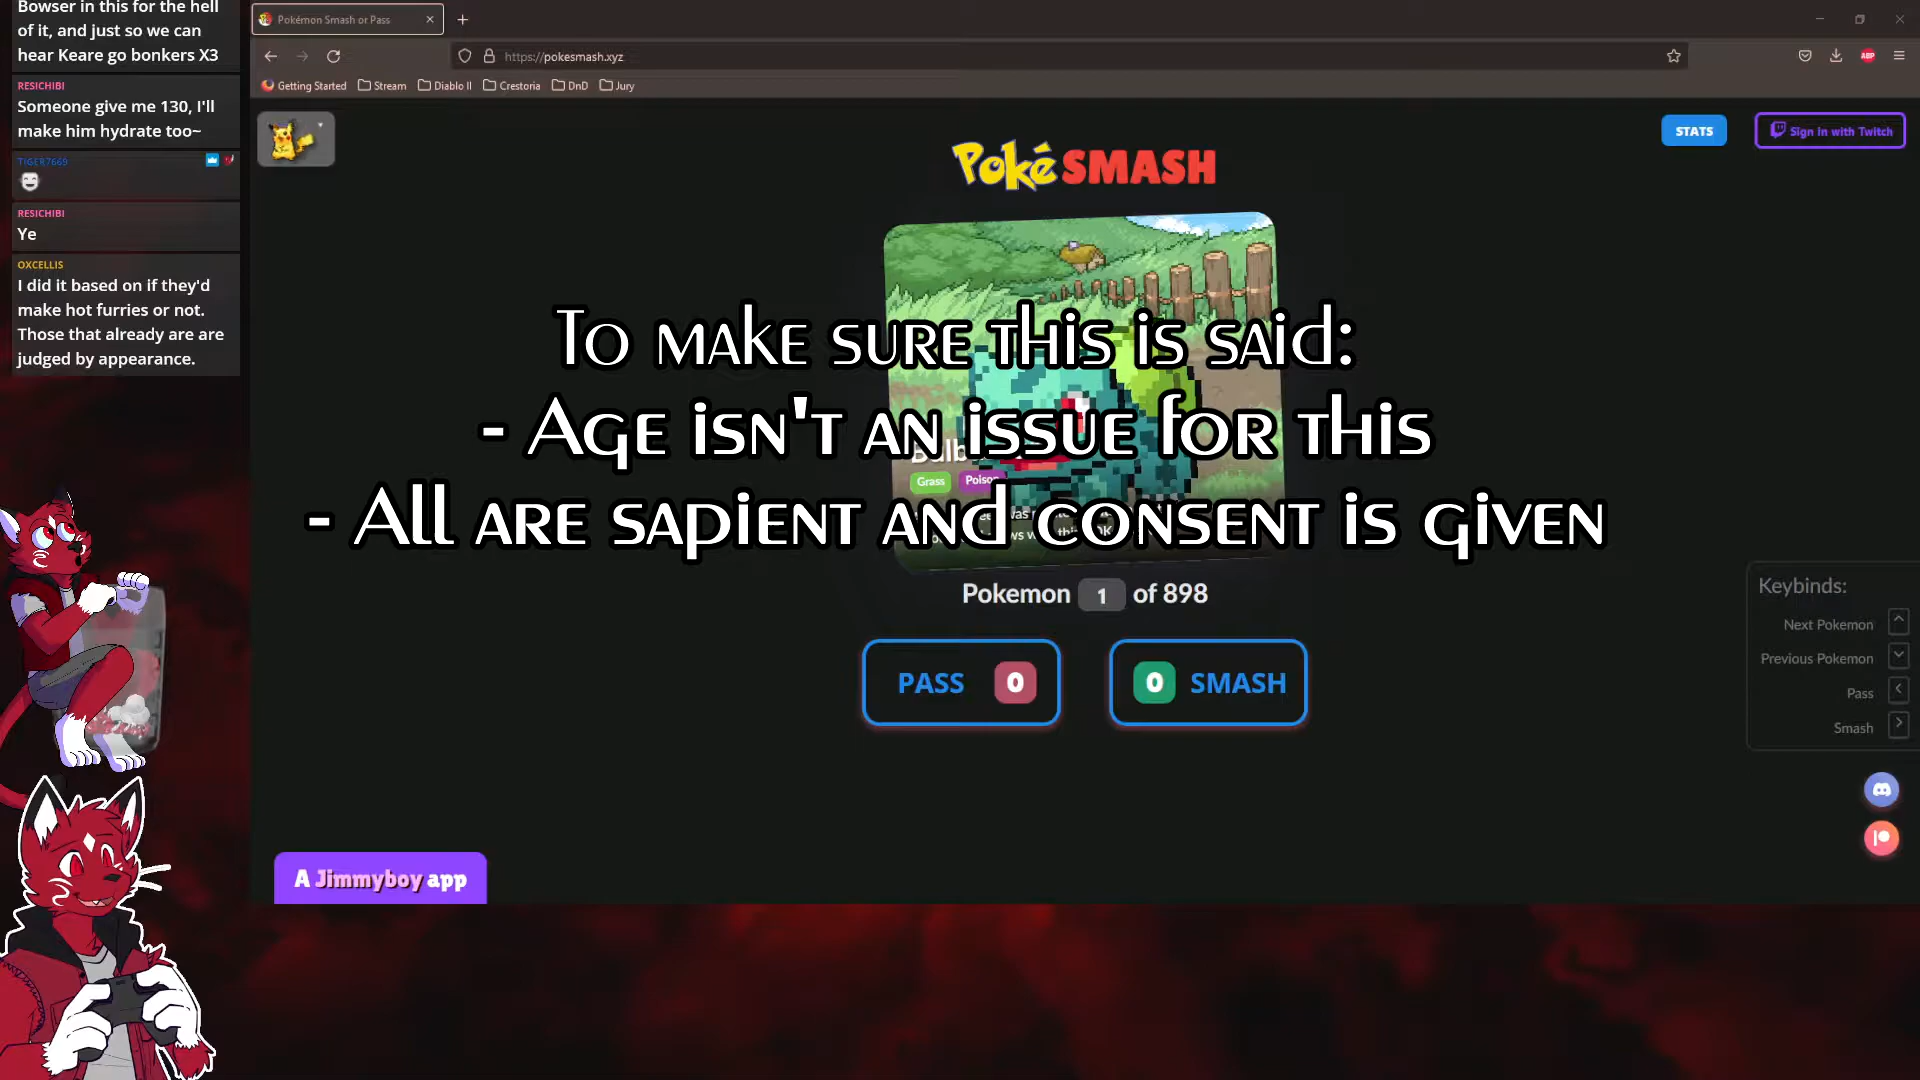 Bowser in this for the hell
of it, and just so we can
hear Keare go bonkers X3
RESICHIBI
Someone give me 130, I'll
make him hydrate too~
TIGER7669
RESICHIBI
Ye
OXCELLIS
I did it based on if they'd
make hot furries or not.
Those that already are are
judged by appearance.
Pokémon Smash or Pass
https://pokesmash.xyz
Getting Started
Stream
Diablo II
Crestoria
DnD
Jury
ABP
STATS
Sign in with Twitch
Poké SMASH
To make sure this is said:
- Age isn't an issue for this
- All are sapient and consent is given
Grass
Poison
Pokemon 1 of 898
PASS 0
0 SMASH
Keybinds:
Next Pokemon
Previous Pokemon
Pass
Smash
A Jimmyboy app